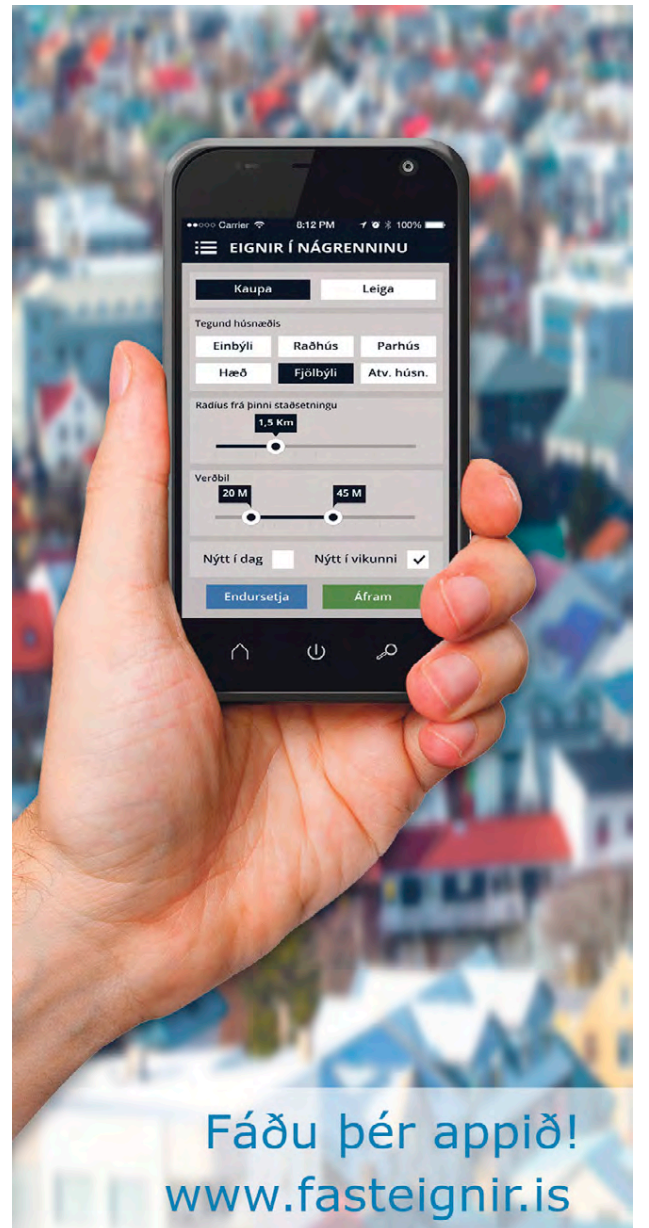 Carrier 8:12 PM 100%
EIGNIR Í NÁGRENNINU
Kaupa Leiga
Tegund húsnæðis
Einbýli Raðhús Parhús
Hæð Fjölbýli Atv. húsn.
Radíus frá þinni staðsetningu
1,5 Km
Verðbil
20 M 45 M
Nýtt í dag Nýtt í vikunni
Endursetja Áfram
Fáðu þér appið!
www.fasteignir.is